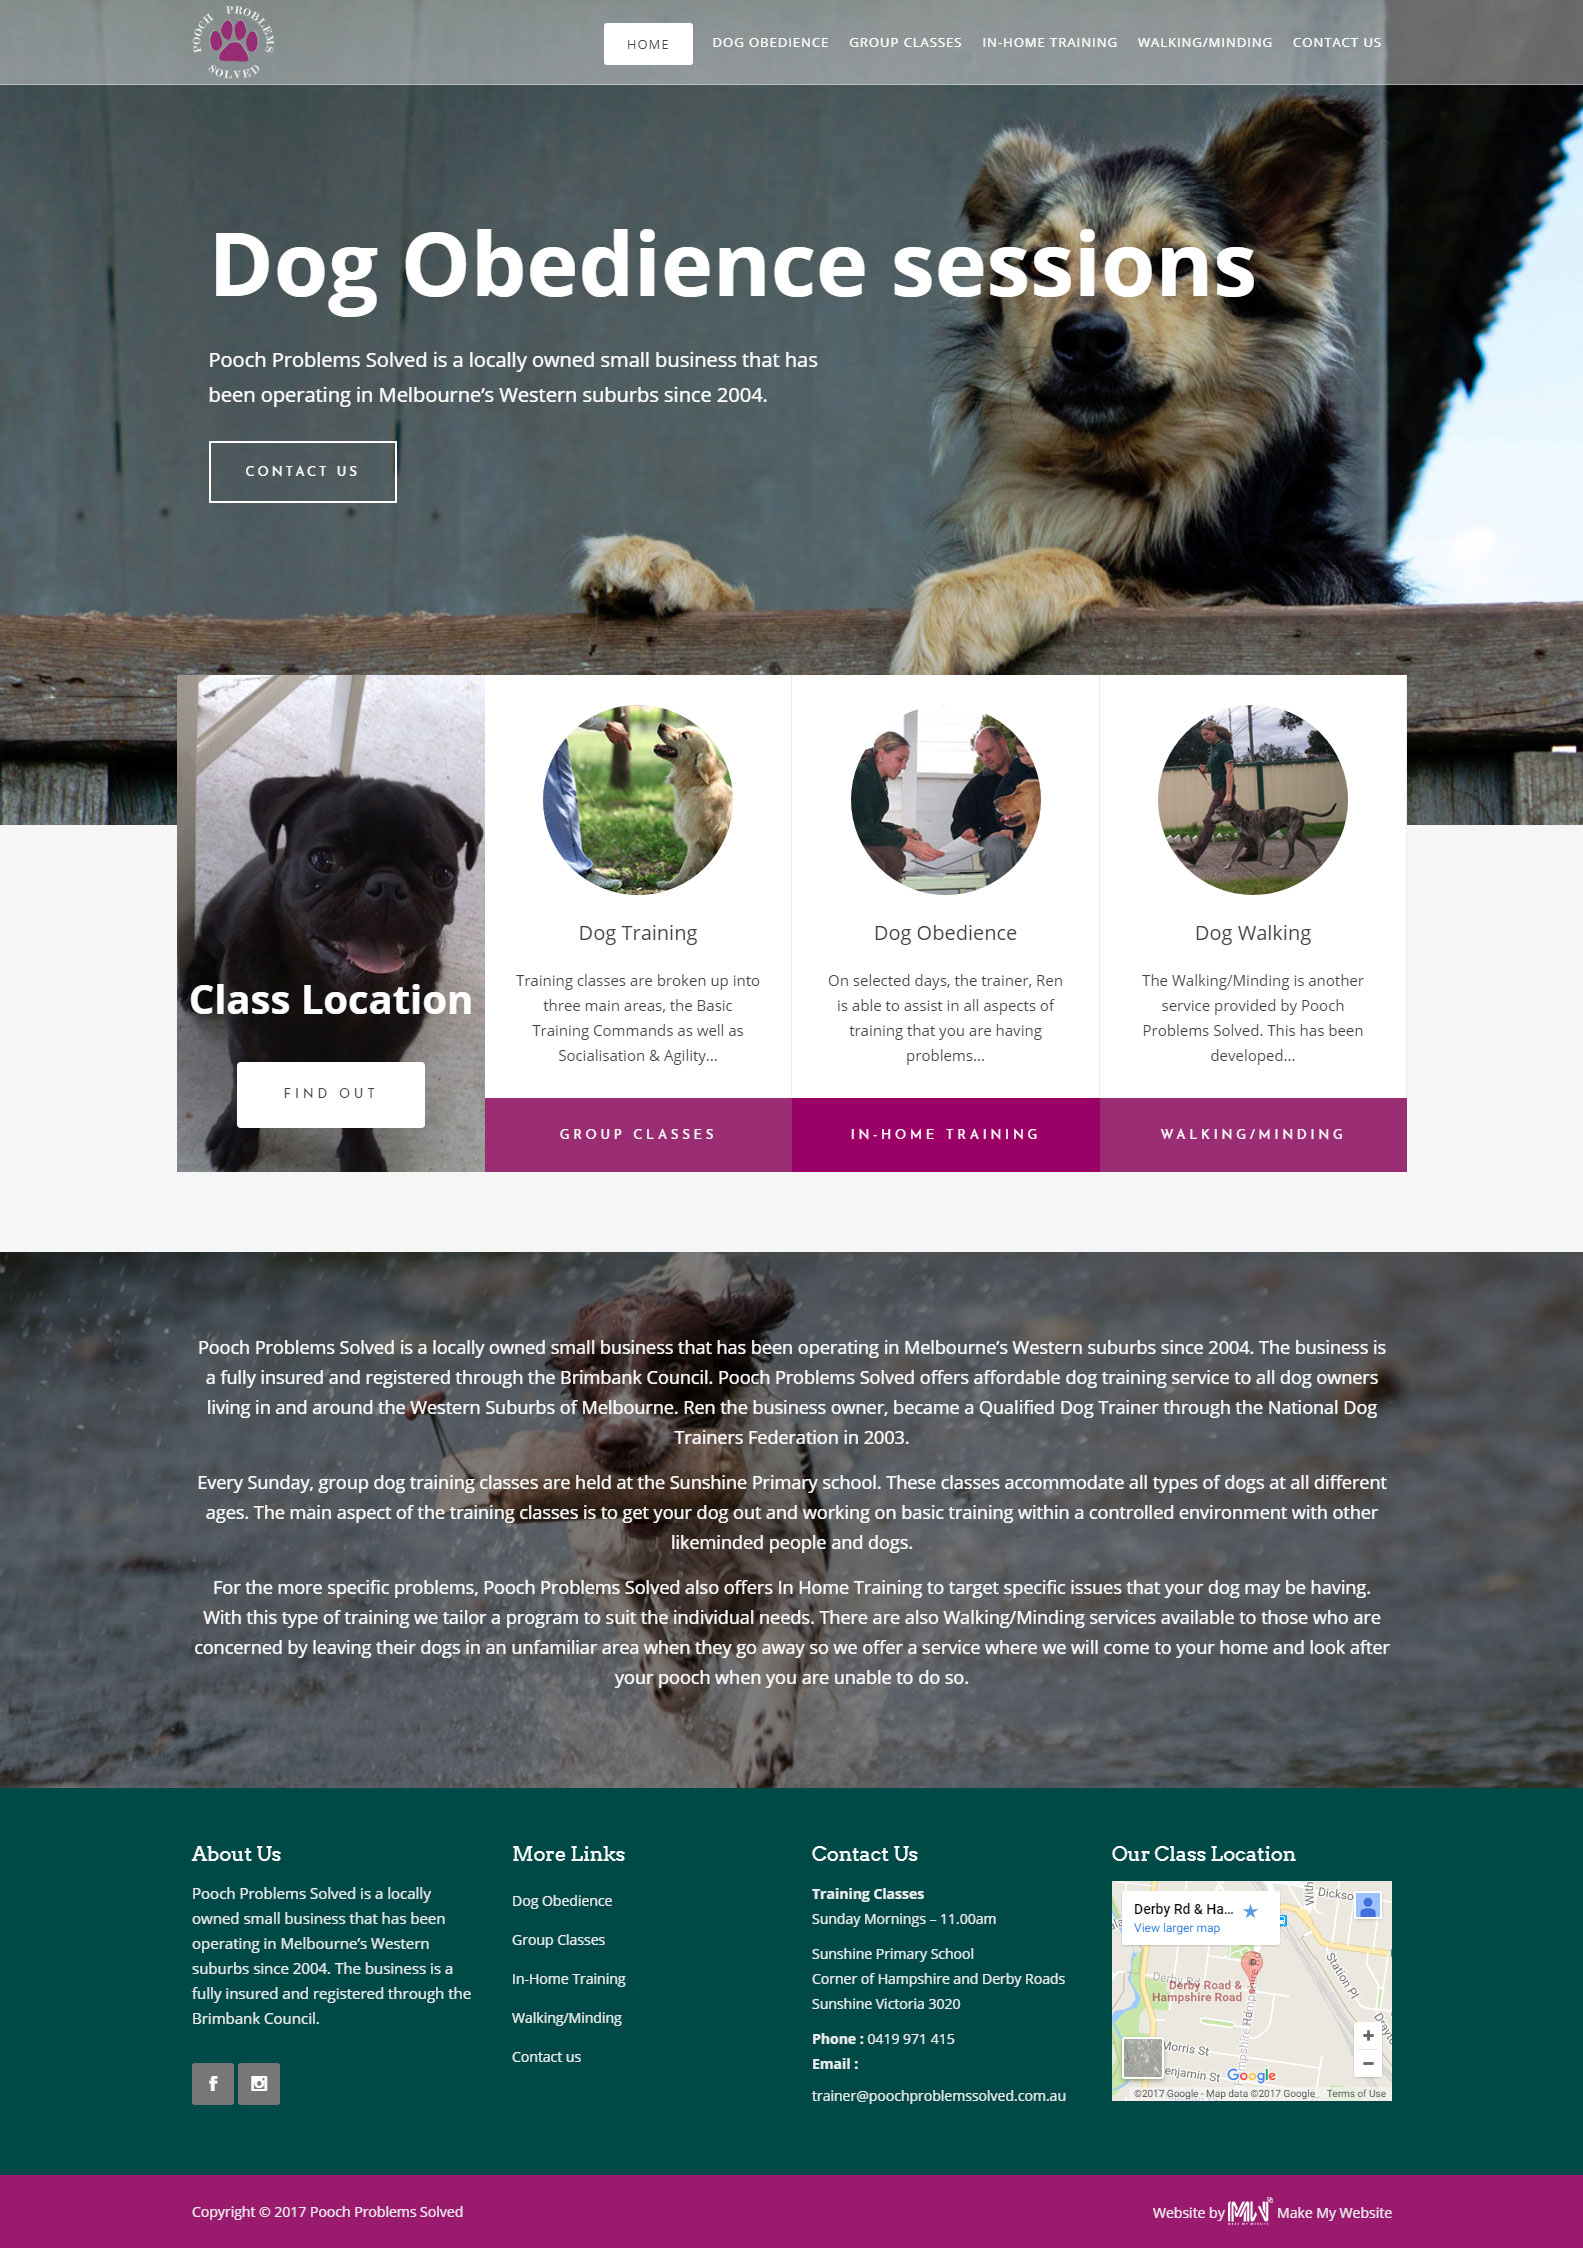 POOCH PROBLEMS
SOLVED
HOME
DOG OBEDIENCE
GROUP CLASSES
IN-HOME TRAINING
WALKING/MINDING
CONTACT US
Dog Obedience sessions
Pooch Problems Solved is a locally owned small business that has
been operating in Melbourne’s Western suburbs since 2004.
CONTACT US
Class Location
FIND OUT
Dog Training
Training classes are broken up into
three main areas, the Basic
Training Commands as well as
Socialisation & Agility...
GROUP CLASSES
Dog Obedience
On selected days, the trainer, Ren
is able to assist in all aspects of
training that you are having
problems...
IN-HOME TRAINING
Dog Walking
The Walking/Minding is another
service provided by Pooch
Problems Solved. This has been
developed...
WALKING/MINDING
Pooch Problems Solved is a locally owned small business that has been operating in Melbourne’s Western suburbs since 2004. The business is
a fully insured and registered through the Brimbank Council. Pooch Problems Solved offers affordable dog training service to all dog owners
living in and around the Western Suburbs of Melbourne. Ren the business owner, became a Qualified Dog Trainer through the National Dog
Trainers Federation in 2003.
Every Sunday, group dog training classes are held at the Sunshine Primary school. These classes accommodate all types of dogs at all different
ages. The main aspect of the training classes is to get your dog out and working on basic training within a controlled environment with other
likeminded people and dogs.
For the more specific problems, Pooch Problems Solved also offers In Home Training to target specific issues that your dog may be having.
With this type of training we tailor a program to suit the individual needs. There are also Walking/Minding services available to those who are
concerned by leaving their dogs in an unfamiliar area when they go away so we offer a service where we will come to your home and look after
your pooch when you are unable to do so.
About Us
Pooch Problems Solved is a locally
owned small business that has been
operating in Melbourne’s Western
suburbs since 2004. The business is a
fully insured and registered through the
Brimbank Council.
More Links
Dog Obedience
Group Classes
In-Home Training
Walking/Minding
Contact us
Contact Us
Training Classes
Sunday Mornings – 11.00am
Sunshine Primary School
Corner of Hampshire and Derby Roads
Sunshine Victoria 3020
Phone : 0419 971 415
Email :
trainer@poochproblemssolved.com.au
Our Class Location
Derby Rd & Ha...
View larger map
With
Dickso
Station Pl
Derby Rd
Derby Road &
Hampshire Road
Hampshire Rd
Morris St
enjamin St
Drayto
Google
©2017 Google - Map data ©2017 Google
Terms of Use
Copyright © 2017 Pooch Problems Solved
Website by MW Make My Website